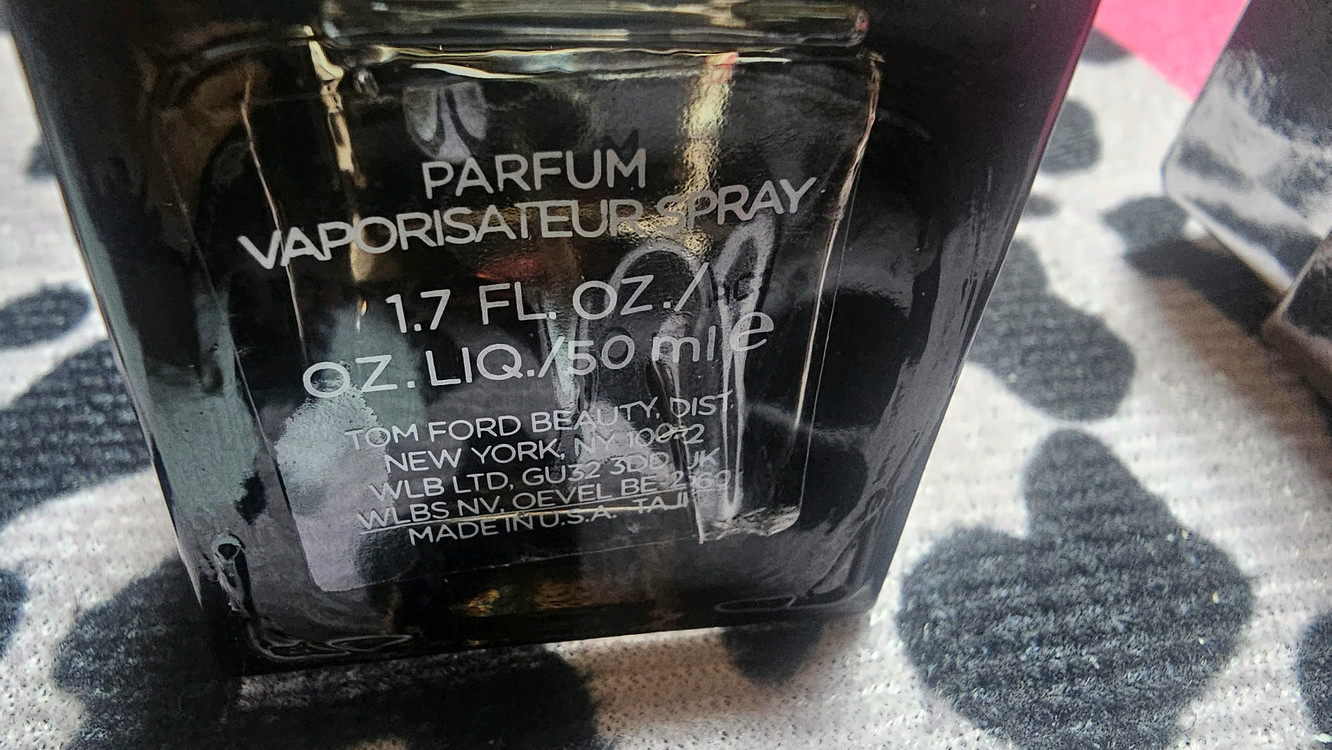 PARFUM
VAPORISATEUR SPRAY
1.7 FL. OZ./
OZ. LIQ./50 ml e
TOM FORD BEAUTY, DIST.
NEW YORK, NY
WLB LTD, GU32 3DD, UK
WLBS NV, OEVEL BE
MADE IN U.S.A.